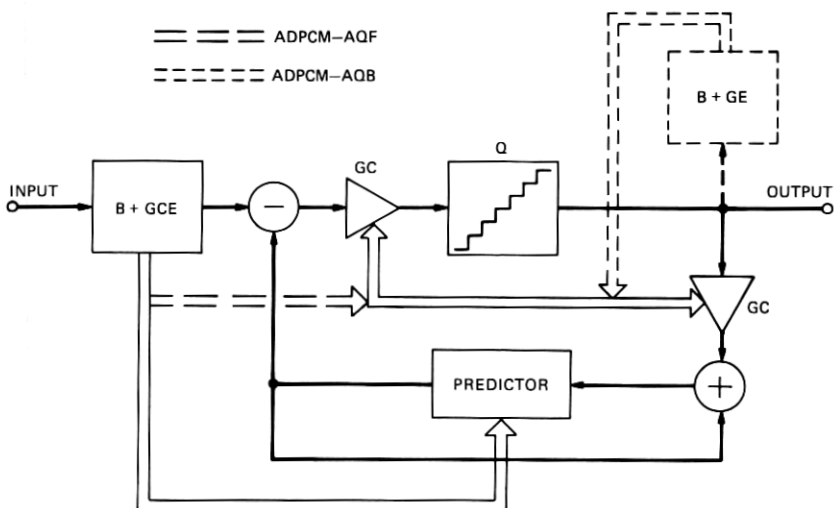 ADPCM-AQF
ADPCM-AQB
B + GE
Q
GC
INPUT
B + GCE
−
OUTPUT
GC
PREDICTOR
+